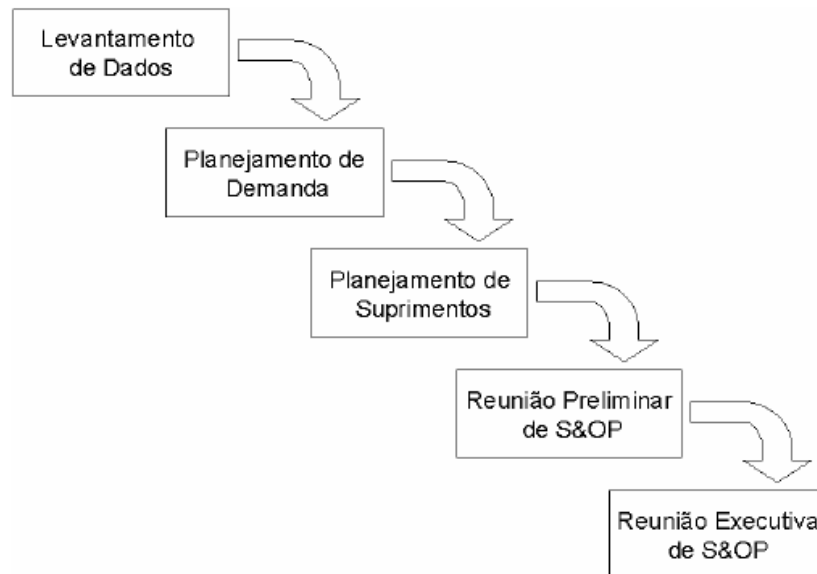 Levantamento
de Dados
Planejamento de
Demanda
Planejamento de
Suprimentos
Reunião Preliminar
de S&OP
Reunião Executiva
de S&OP